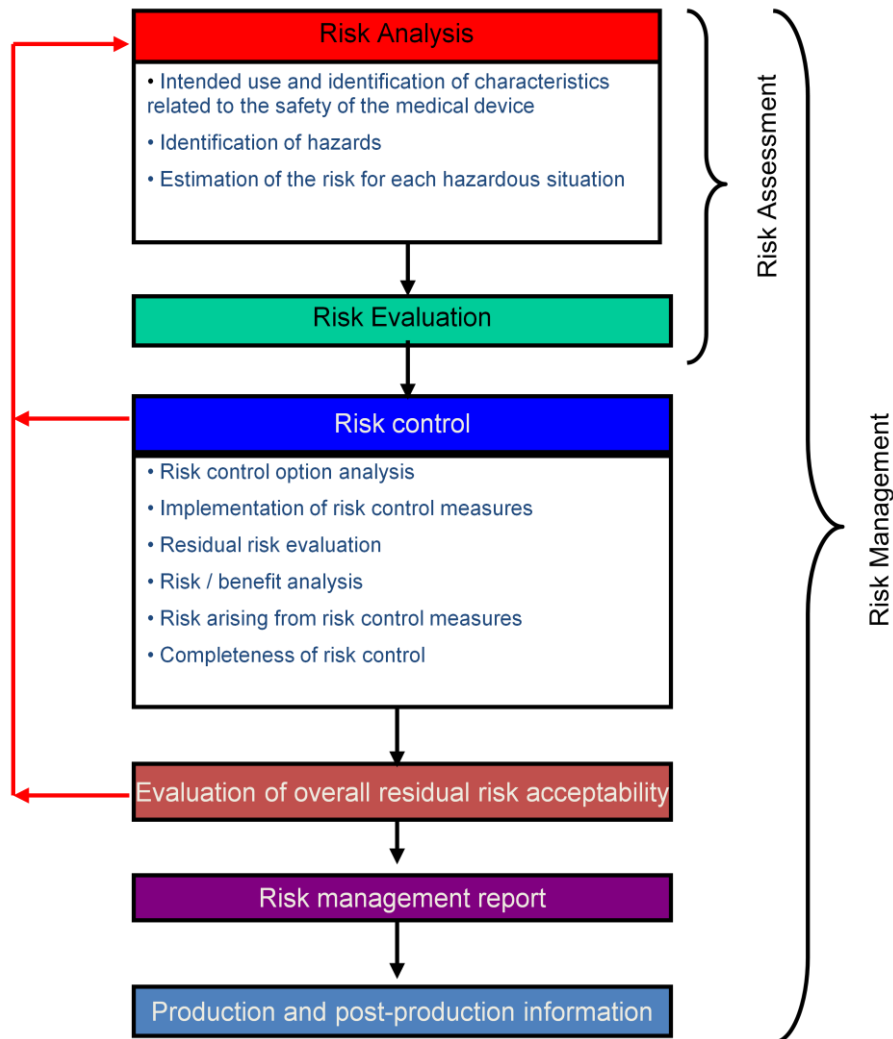 Risk Analysis
• Intended use and identification of characteristics
related to the safety of the medical device
• Identification of hazards
• Estimation of the risk for each hazardous situation
Risk Assessment
Risk Evaluation
Risk control
• Risk control option analysis
• Implementation of risk control measures
• Residual risk evaluation
• Risk / benefit analysis
• Risk arising from risk control measures
• Completeness of risk control
Risk Management
Evaluation of overall residual risk acceptability
Risk management report
Production and post-production information